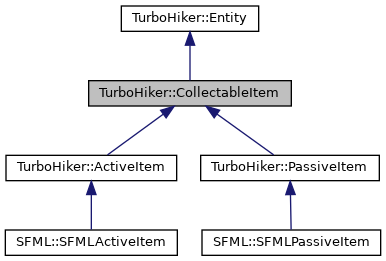 TurboHiker::Entity
TurboHiker::CollectableItem
TurboHiker::ActiveItem
TurboHiker::PassiveItem
SFML::SFMLActiveItem
SFML::SFMLPassiveItem